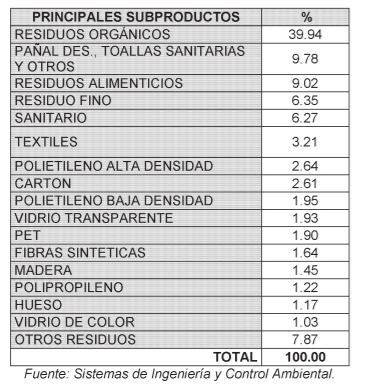 PRINCIPALES SUBPRODUCTOS %
RESIDUOS ORGÁNICOS 39.94
PAÑAL DES., TOALLAS SANITARIAS
Y OTROS 9.78
RESIDUOS ALIMENTICIOS 9.02
RESIDUO FINO 6.35
SANITARIO 6.27
TEXTILES 3.21
POLIETILENO ALTA DENSIDAD 2.64
CARTON 2.61
POLIETILENO BAJA DENSIDAD 1.95
VIDRIO TRANSPARENTE 1.93
PET 1.90
FIBRAS SINTETICAS 1.64
MADERA 1.45
POLIPROPILENO 1.22
HUESO 1.17
VIDRIO DE COLOR 1.03
OTROS RESIDUOS 7.87
TOTAL 100.00
Fuente: Sistemas de Ingeniería y Control Ambiental.